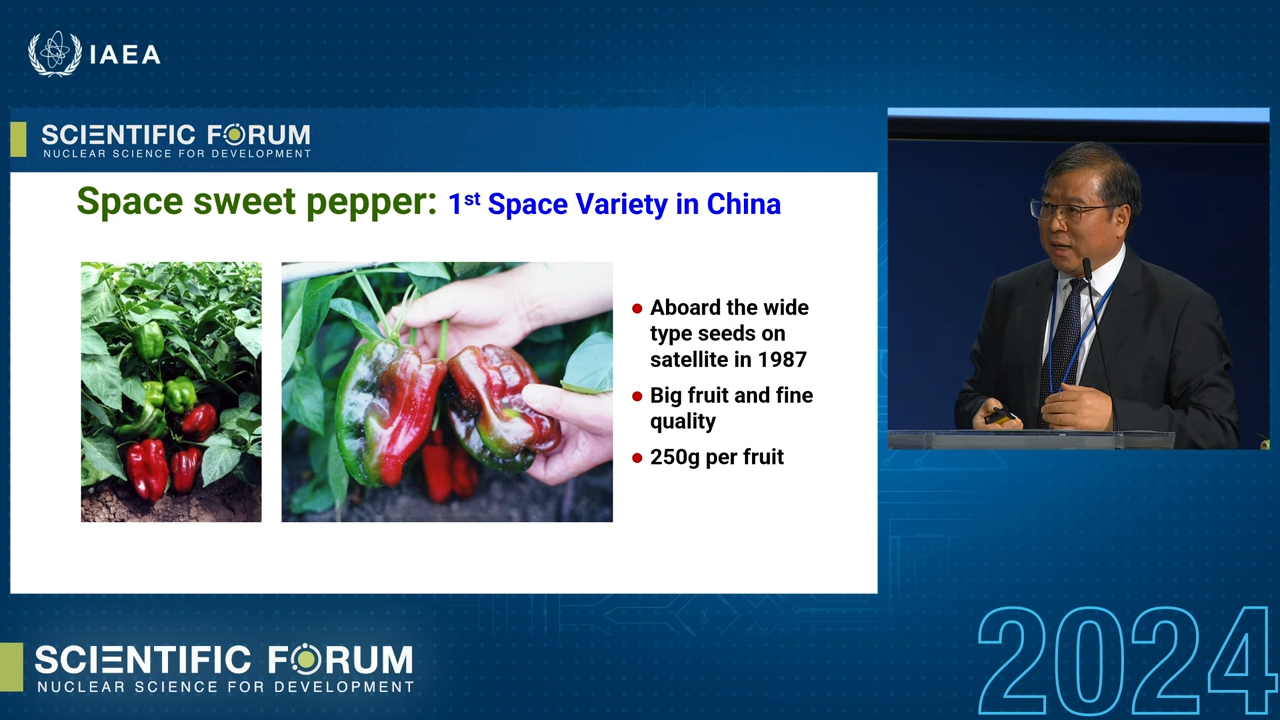 IAEA
SCIENTIFIC FORUM
NUCLEAR SCIENCE FOR DEVELOPMENT
Space sweet pepper: 1st Space Variety in China
● Aboard the wide
type seeds on
satellite in 1987
● Big fruit and fine
quality
● 250g per fruit
SCIENTIFIC FORUM
NUCLEAR SCIENCE FOR DEVELOPMENT
2024